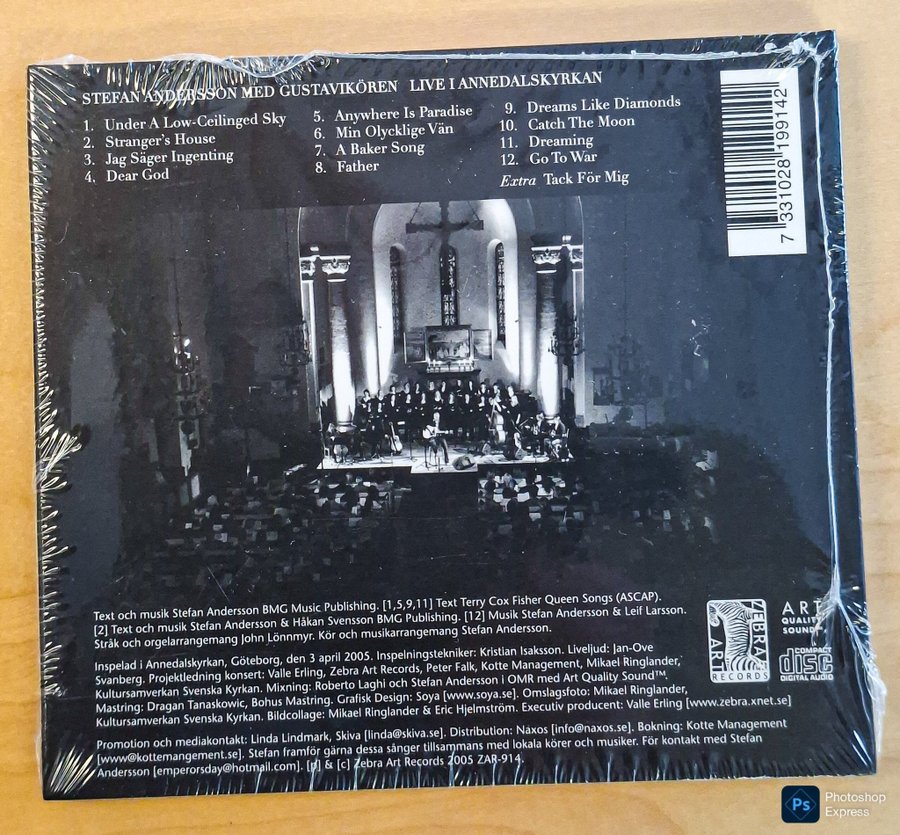 STEFAN ANDERSSON MED GUSTAVIKÖREN LIVE I ANNEDALSKYRKAN
1. Under A Low-Ceilinged Sky
2. Stranger's House
3. Jag Säger Ingenting
4. Dear God
5. Anywhere Is Paradise
6. Min Olycklige Vän
7. A Baker Song
8. Father
9. Dreams Like Diamonds
10. Catch The Moon
11. Dreaming
12. Go To War
Extra Tack För Mig
7 331028 199142
Text och musik Stefan Andersson BMG Music Publishing. [1,5,9,11] Text Terry Cox Fisher Queen Songs (ASCAP).
[2] Text och musik Stefan Andersson & Håkan Svensson BMG Publishing. [12] Musik Stefan Andersson & Leif Larsson.
Stråk och orgelarrangemang John Lönnmyr. Kör och musikarrangemang Stefan Andersson.
Inspelad i Annedalskyrkan, Göteborg, den 3 april 2005. Inspelningstekniker: Kristian Isaksson. Liveljud: Jan-Ove
Svanberg. Projektledning konsert: Valle Erling, Zebra Art Records, Peter Falk, Kotte Management, Mikael Ringlander,
Kultursamverkan Svenska Kyrkan. Mixning: Roberto Laghi och Stefan Andersson i OMR med Art Quality Sound™.
Mastring: Dragan Tanaskowic, Bohus Mastring. Grafisk Design: Soya [www.soya.se]. Omslagsfoto: Mikael Ringlander,
Kultursamverkan Svenska Kyrkan. Bildcollage: Mikael Ringlander & Eric Hjelmström. Executiv producent: Valle Erling [www.zebra.xnet.se]
Promotion och mediakontakt: Linda Lindmark, Skiva [linda@skiva.se]. Distribution: Naxos [info@naxos.se]. Bokning: Kotte Management
[www@kottemangement.se]. Stefan framför gärna dessa sånger tillsammans med lokala körer och musiker. För kontakt med Stefan
Andersson [emperorsday@hotmail.com]. [p] & [c] Zebra Art Records 2005 ZAR-914.
ZEBRA
ART
RECORDS
ART
QUALITY
SOUND™
COMPACT
disc
DIGITAL AUDIO
Ps
Photoshop
Express